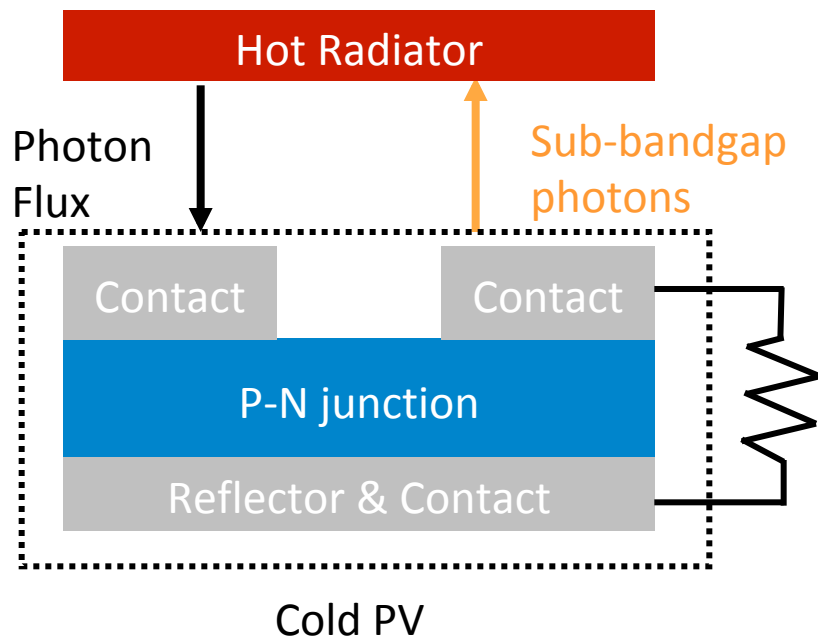 Hot Radiator
Photon
Flux
Sub-bandgap
photons
Contact
Contact
P-N junction
Reflector & Contact
Cold PV